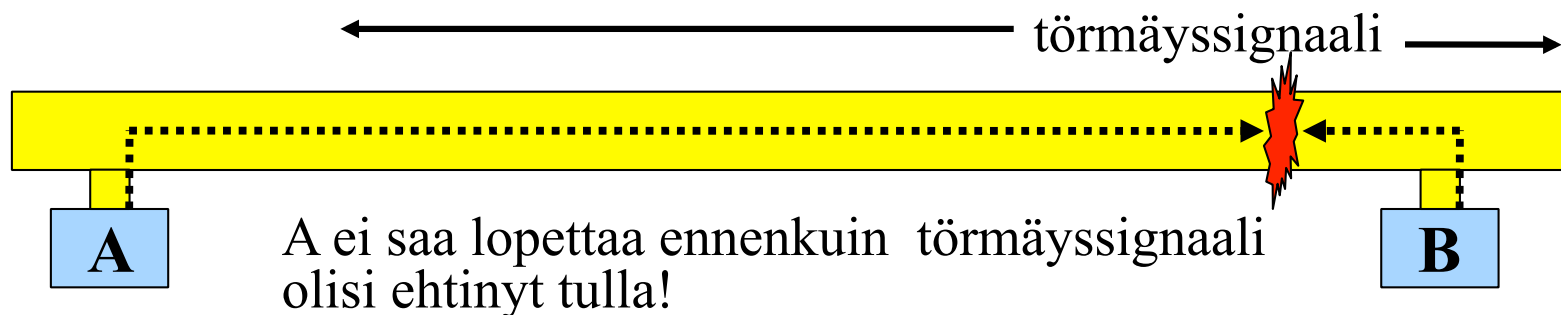 törmäyssignaali
A
A ei saa lopettaa ennenkuin törmäyssignaali
olisi ehtinyt tulla!
B